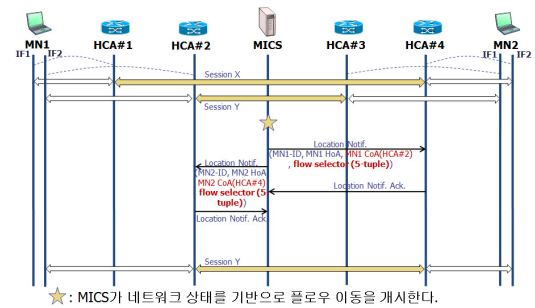 MN1 HCA#1 HCA#2 MICS HCA#3 HCA#4 MN2
IF1 IF2 IF1 IF2
Session X
Session Y
Location Notif.
(MN1-ID, MN1 HoA, MN1 CoA(HCA#2)
, flow selector (5-tuple))
Location Notif.
(MN2-ID, MN2 HoA
MN2 CoA(HCA#4)
flow selector (5-
tuple))
Location Notif. Ack.
Location Notif. Ack.
Session Y
: MICS가 네트워크 상태를 기반으로 플로우 이동을 개시한다.